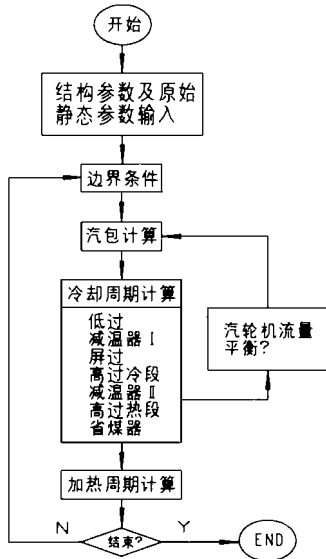 开始
结构参数及原始
静态参数输入
边界条件
汽包计算
冷却周期计算
低过
减温器Ⅰ
屏过
高过冷段
减温器Ⅱ
高过热段
省煤器
汽轮机流量
平衡?
加热周期计算
N
结束?
Y
END